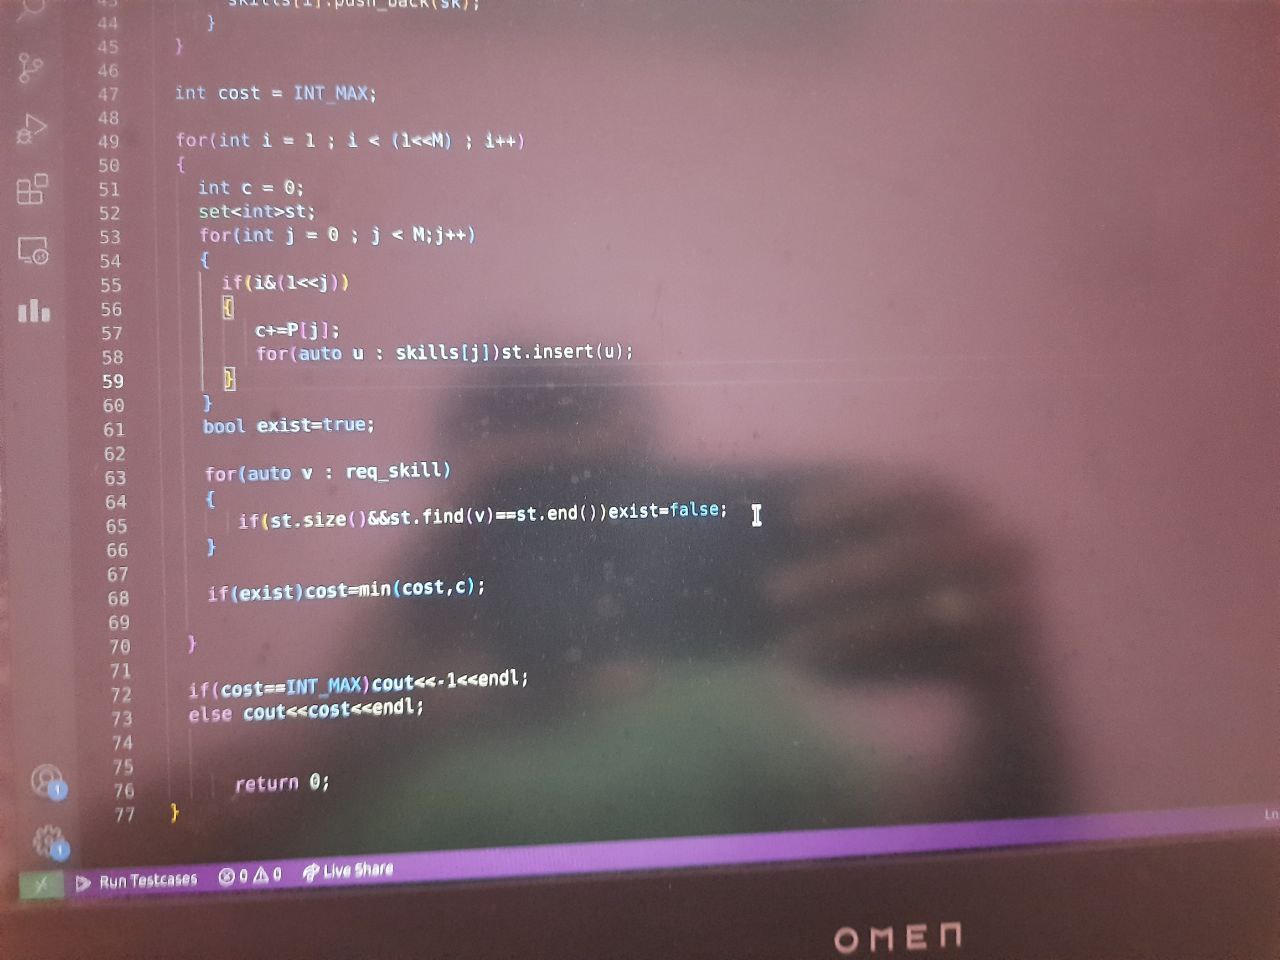 43 skills[i].push_back(sk);
44 }
45 }
46
47 int cost = INT_MAX;
48
49 for(int i = 1 ; i < (1<<M) ; i++)
50 {
51 int c = 0;
52 set<int>st;
53 for(int j = 0 ; j < M;j++)
54 {
55 if(i&(1<<j))
56 {
57 c+=P[j];
58 for(auto u : skills[j])st.insert(u);
59 }
60 }
61 bool exist=true;
62
63 for(auto v : req_skill)
64 {
65 if(st.size()&&st.find(v)==st.end())exist=false;
66 }
67
68 if(exist)cost=min(cost,c);
69
70 }
71
72 if(cost==INT_MAX)cout<<-1<<endl;
73 else cout<<cost<<endl;
74
75
76 return 0;
77 }
1
1
Run Testcases 0 0 Live Share
Ln
OMEN